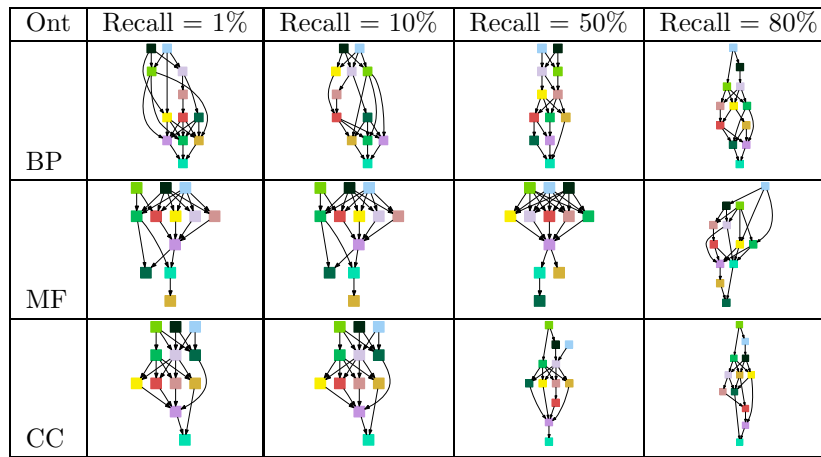 Ont Recall = 1% Recall = 10% Recall = 50% Recall = 80%
BP
MF
CC